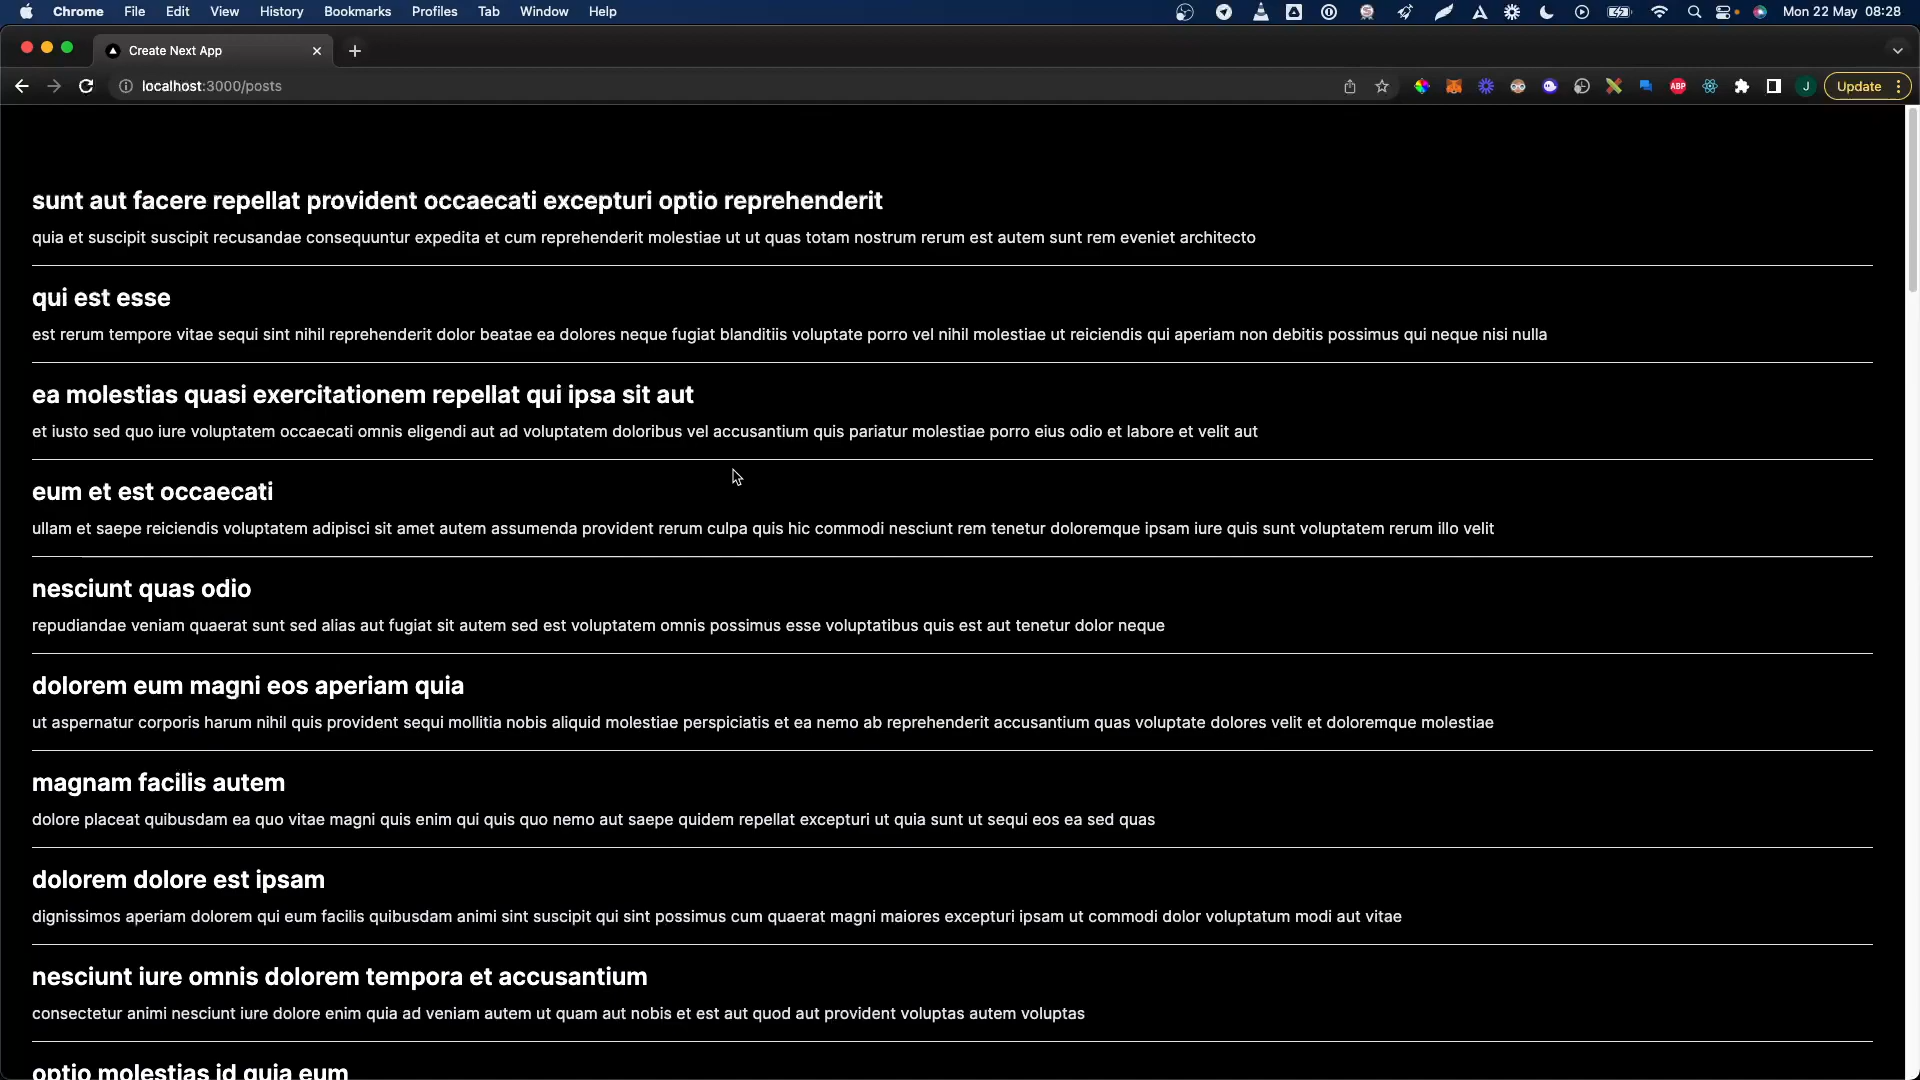 Chrome File Edit View History Bookmarks Profiles Tab Window Help Mon 22 May 08:28
Create Next App
localhost:3000/posts ABP J Update
sunt aut facere repellat provident occaecati excepturi optio reprehenderit
quia et suscipit suscipit recusandae consequuntur expedita et cum reprehenderit molestiae ut ut quas totam nostrum rerum est autem sunt rem eveniet architecto
qui est esse
est rerum tempore vitae sequi sint nihil reprehenderit dolor beatae ea dolores neque fugiat blanditiis voluptate porro vel nihil molestiae ut reiciendis qui aperiam non debitis possimus qui neque nisi nulla
ea molestias quasi exercitationem repellat qui ipsa sit aut
et iusto sed quo iure voluptatem occaecati omnis eligendi aut ad voluptatem doloribus vel accusantium quis pariatur molestiae porro eius odio et labore et velit aut
eum et est occaecati
ullam et saepe reiciendis voluptatem adipisci sit amet autem assumenda provident rerum culpa quis hic commodi nesciunt rem tenetur doloremque ipsam iure quis sunt voluptatem rerum illo velit
nesciunt quas odio
repudiandae veniam quaerat sunt sed alias aut fugiat sit autem sed est voluptatem omnis possimus esse voluptatibus quis est aut tenetur dolor neque
dolorem eum magni eos aperiam quia
ut aspernatur corporis harum nihil quis provident sequi mollitia nobis aliquid molestiae perspiciatis et ea nemo ab reprehenderit accusantium quas voluptate dolores velit et doloremque molestiae
magnam facilis autem
dolore placeat quibusdam ea quo vitae magni quis enim qui quis quo nemo aut saepe quidem repellat excepturi ut quia sunt ut sequi eos ea sed quas
dolorem dolore est ipsam
dignissimos aperiam dolorem qui eum facilis quibusdam animi sint suscipit qui sint possimus cum quaerat magni maiores excepturi ipsam ut commodi dolor voluptatum modi aut vitae
nesciunt iure omnis dolorem tempora et accusantium
consectetur animi nesciunt iure dolore enim quia ad veniam autem ut quam aut nobis et est aut quod aut provident voluptas autem voluptas
optio molestias id quia eum